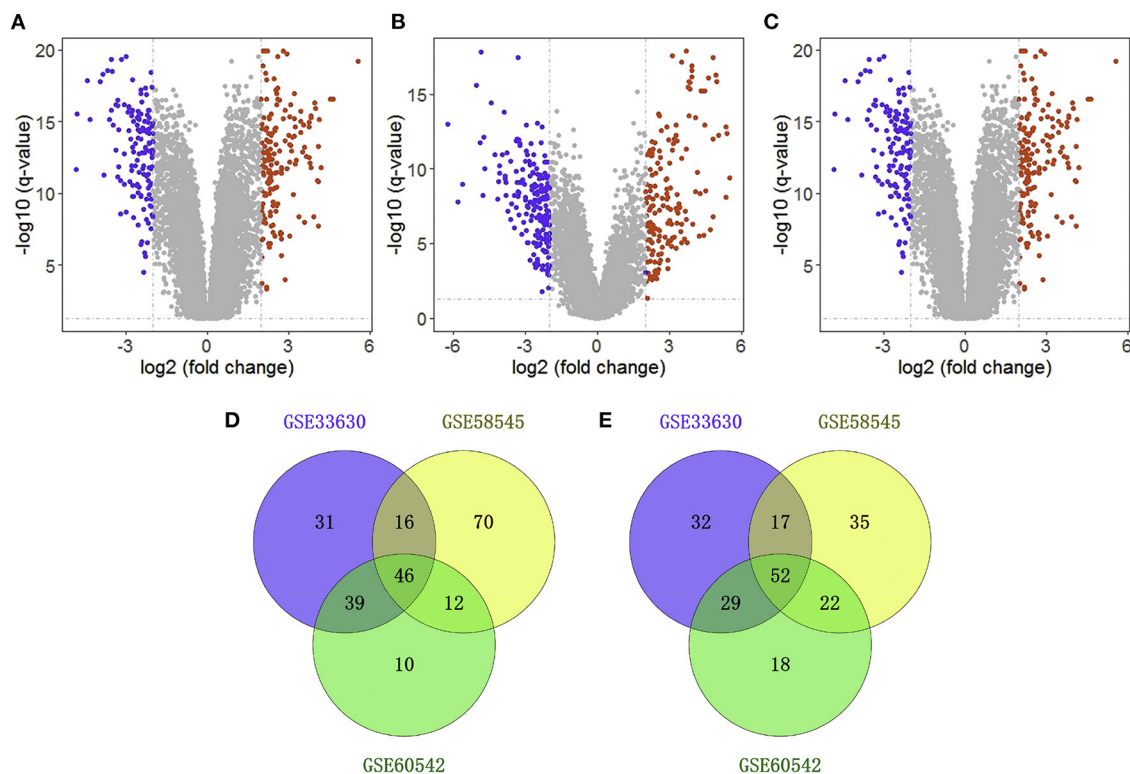 A
B
C
20
15
10
5
-log10 (q-value)
-3
0
3
6
log2 (fold change)
15
10
5
0
-log10 (q-value)
-6
-3
0
3
6
log2 (fold change)
20
15
10
5
-log10 (q-value)
-3
0
3
6
log2 (fold change)
D
GSE33630
GSE58545
31
16
70
46
39
12
10
GSE60542
E
GSE33630
GSE58545
32
17
35
52
29
22
18
GSE60542